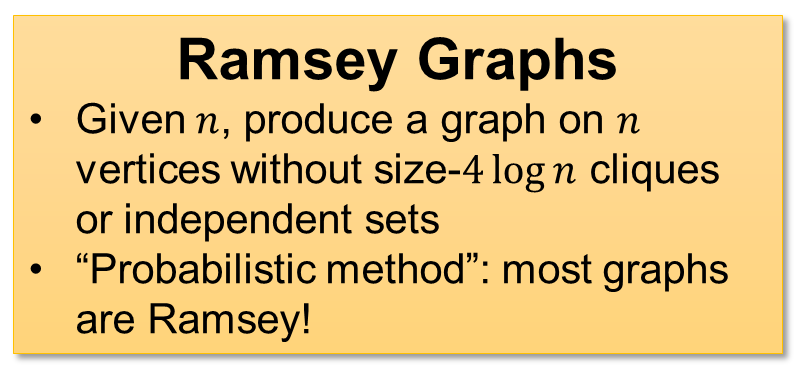 Ramsey Graphs
• Given n, produce a graph on n
vertices without size-4 log n cliques
or independent sets
• “Probabilistic method”: most graphs
are Ramsey!